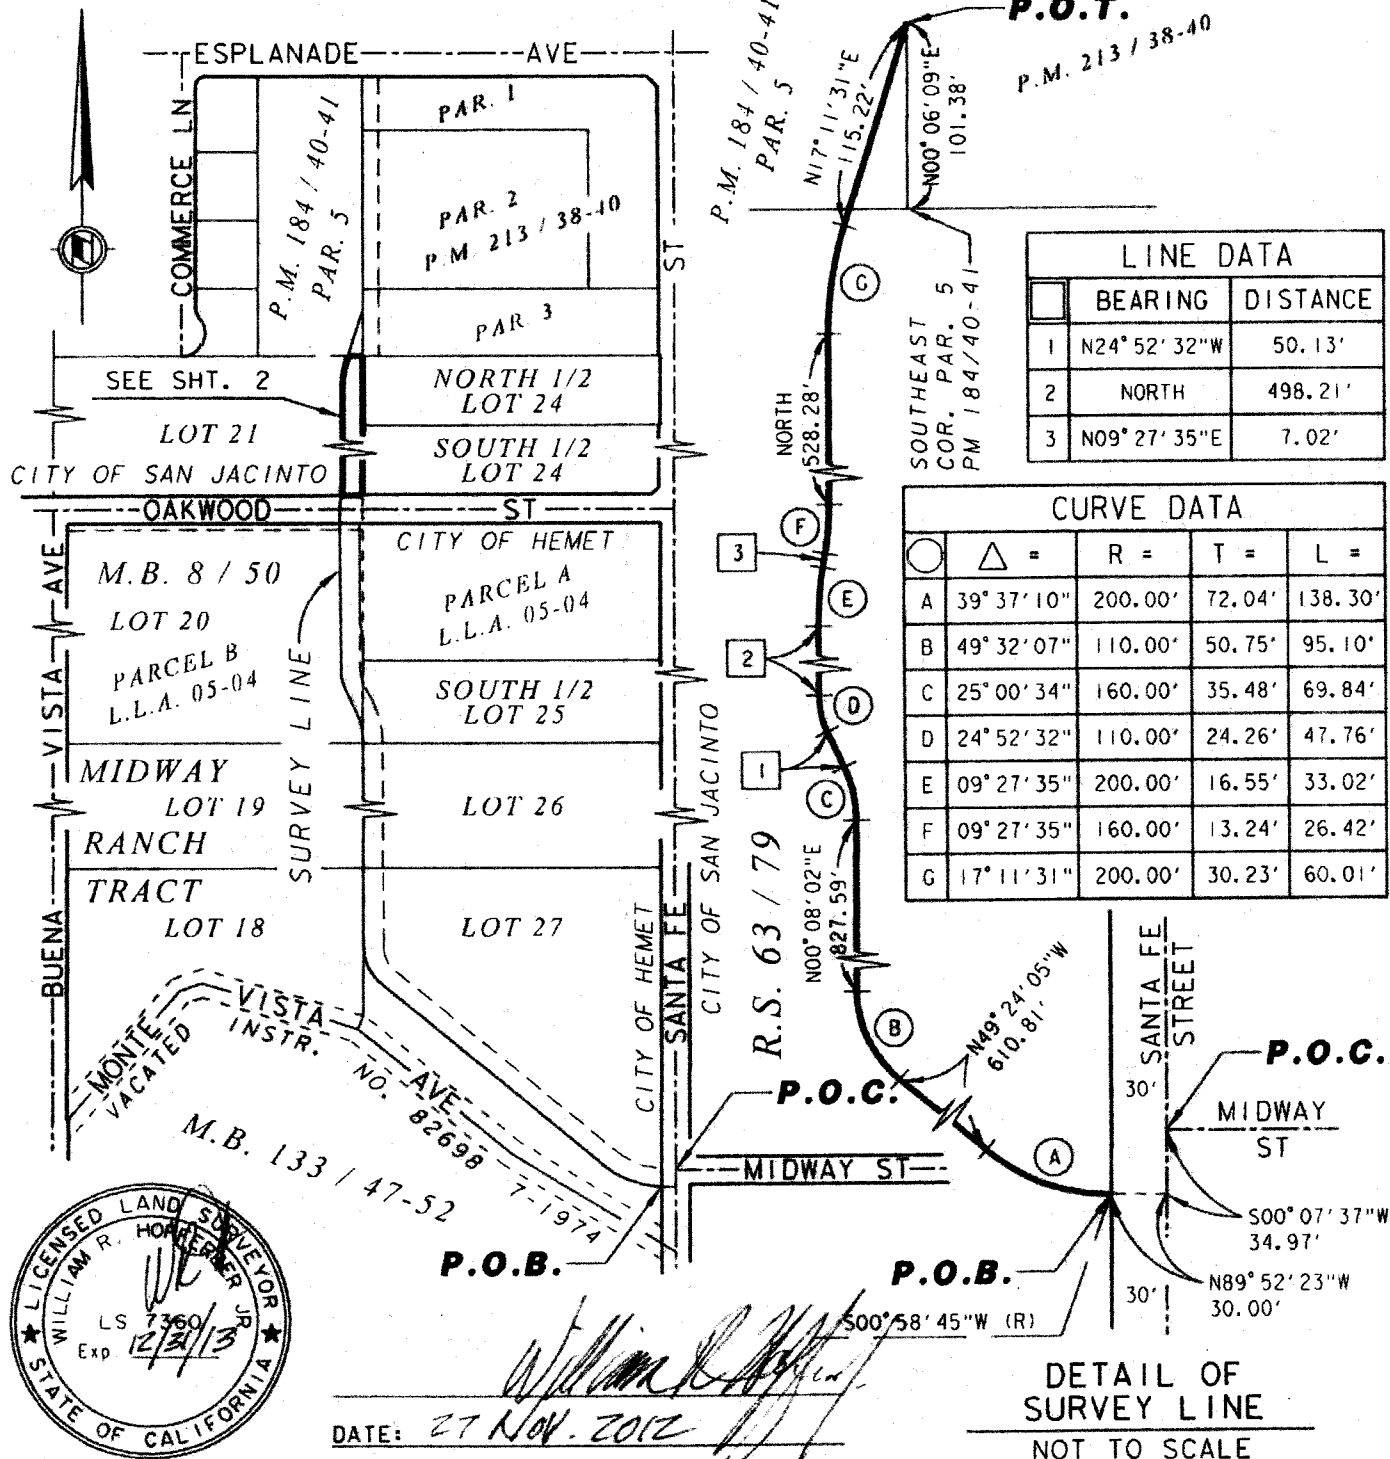 ESPLANADE AVE
COMMERCE LN
P.M. 184 / 40-41
PAR. 5
PAR. 1
PAR. 2
P.M. 213 / 38-40
PAR. 3
ST
SEE SHT. 2
LOT 21
NORTH 1/2
LOT 24
SOUTH 1/2
LOT 24
CITY OF SAN JACINTO
OAKWOOD ST
CITY OF HEMET
M.B. 8 / 50
LOT 20
PARCEL B
L.L.A. 05-04
PARCEL A
L.L.A. 05-04
SOUTH 1/2
LOT 25
SURVEY LINE
BUENA VISTA AVE
MIDWAY
LOT 19
RANCH
LOT 26
TRACT
LOT 18
LOT 27
CITY OF HEMET
SANTA FE
CITY OF SAN JACINTO
R.S. 63 / 79
MONTE VISTA AVE
VACATED INSTR. NO. 82698 7-1974
M.B. 133 / 47-52
P.O.C.
MIDWAY ST
P.O.B.
P.O.T.
P.M. 213 / 38-40
P.M. 184 / 40-41
PAR. 5
N17°11'31"E
115.22'
N00°06'09"E
101.38'
SOUTHEAST
COR. PAR. 5
PM 184/40-41
G
NORTH
528.28'
F
3
E
2
D
1
C
N00°08'02"E
827.59'
B
N49°24'05"W
610.81'
A
LINE DATA
BEARING DISTANCE
1 N24°52'32"W 50.13'
2 NORTH 498.21'
3 N09°27'35"E 7.02'
CURVE DATA
△ = R = T = L =
A 39°37'10" 200.00' 72.04' 138.30'
B 49°32'07" 110.00' 50.75' 95.10'
C 25°00'34" 160.00' 35.48' 69.84'
D 24°52'32" 110.00' 24.26' 47.76'
E 09°27'35" 200.00' 16.55' 33.02'
F 09°27'35" 160.00' 13.24' 26.42'
G 17°11'31" 200.00' 30.23' 60.01'
SANTA FE
STREET
P.O.C.
30'
MIDWAY
ST
S00°07'37"W
34.97'
N89°52'23"W
30.00'
30'
P.O.B.
S00°58'45"W (R)
DETAIL OF
SURVEY LINE
NOT TO SCALE
LICENSED LAND SURVEYOR
WILLIAM R. HOFFERBER JR
LS 7360
Exp 12/31/13
STATE OF CALIFORNIA
DATE: 27 NOV. 2012